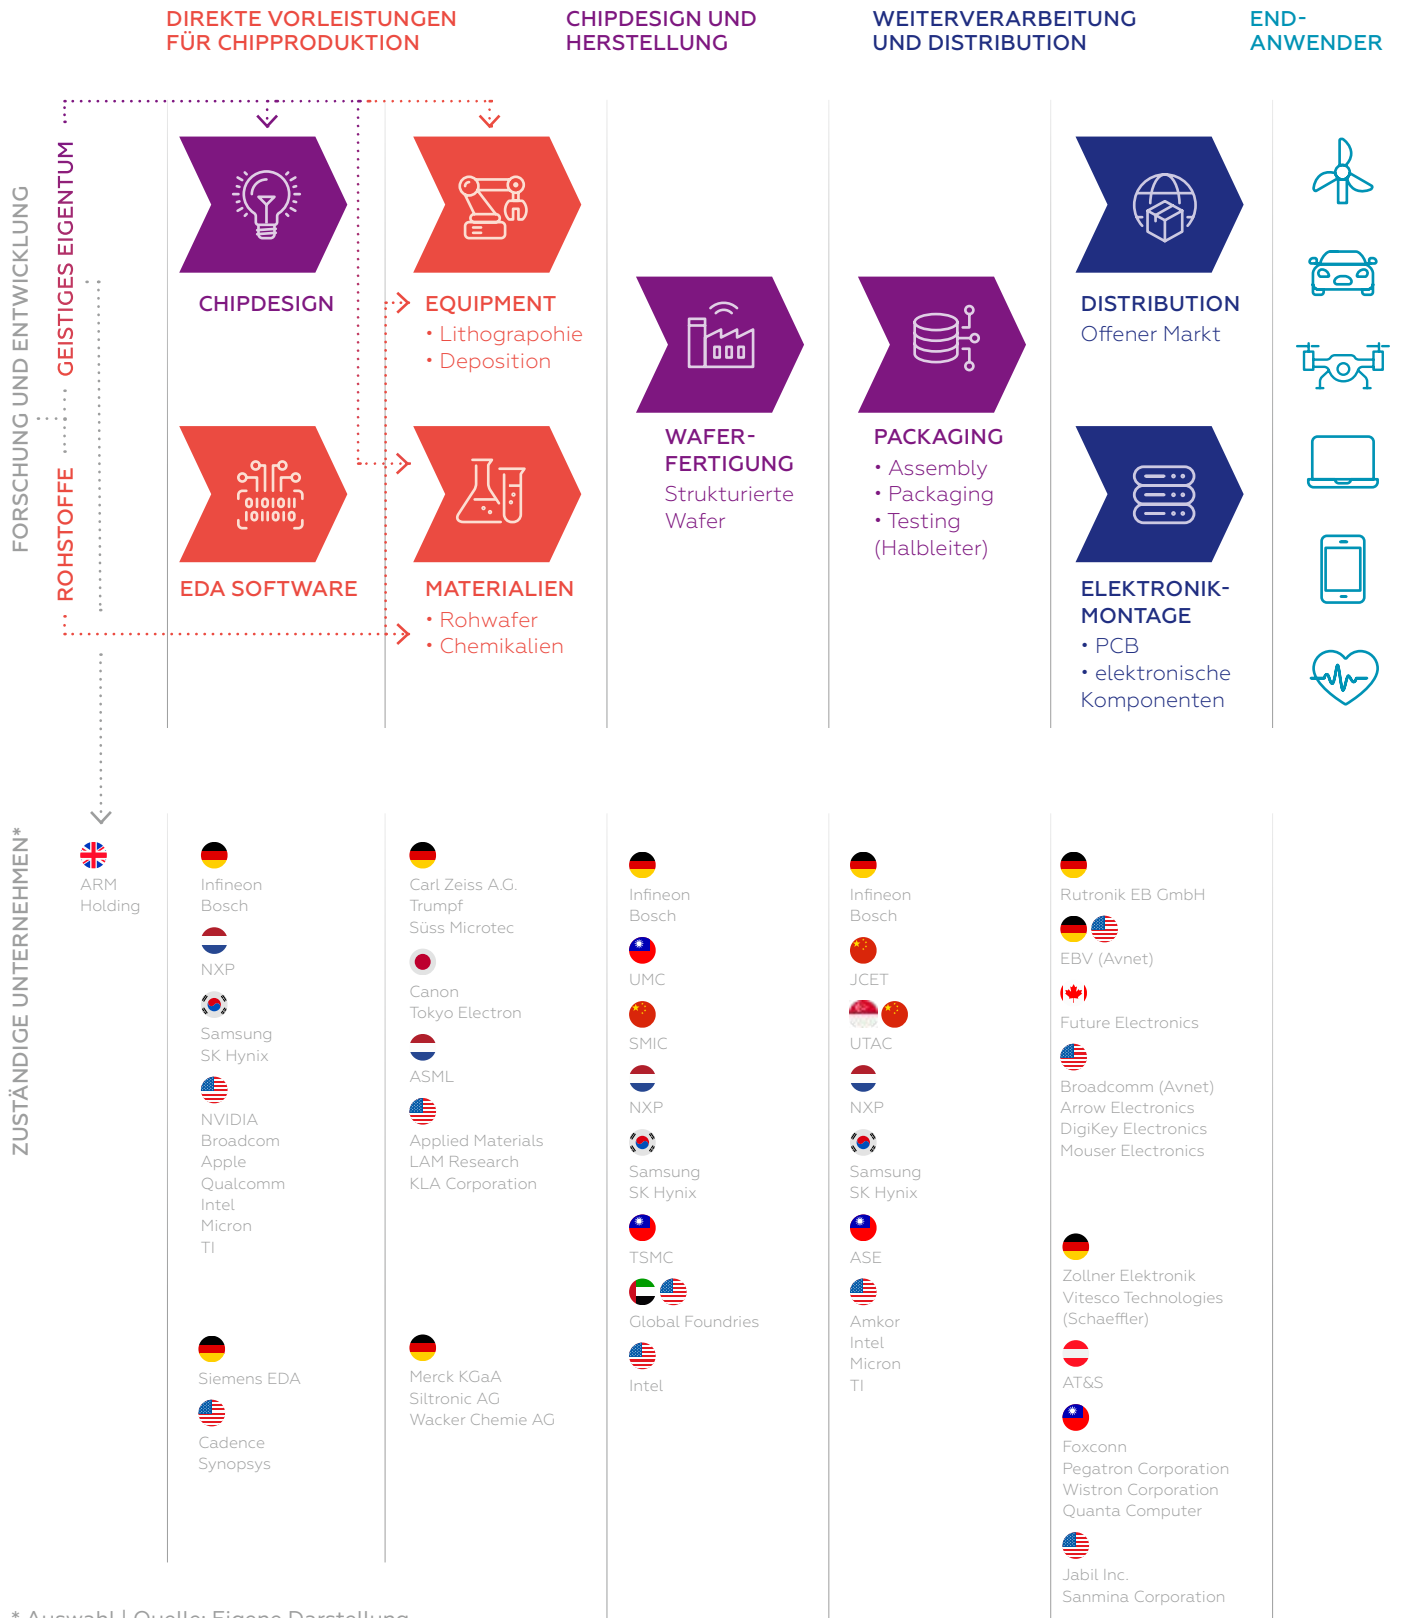 DIREKTE VORLEISTUNGEN
FÜR CHIPPRODUKTION
CHIPDESIGN UND
HERSTELLUNG
WEITERVERARBEITUNG
UND DISTRIBUTION
END-
ANWENDER
FORSCHUNG UND ENTWICKLUNG
GEISTIGES EIGENTUM
ROHSTOFFE
CHIPDESIGN
0101011
1011010
EDA SOFTWARE
EQUIPMENT
• Lithograpohie
• Deposition
MATERIALIEN
• Rohwafer
• Chemikalien
WAFER-
FERTIGUNG
Strukturierte
Wafer
PACKAGING
• Assembly
• Packaging
• Testing
(Halbleiter)
DISTRIBUTION
Offener Markt
ELEKTRONIK-
MONTAGE
• PCB
• elektronische
Komponenten
ZUSTÄNDIGE UNTERNEHMEN*
ARM
Holding
Infineon
Bosch
NXP
Samsung
SK Hynix
NVIDIA
Broadcom
Apple
Qualcomm
Intel
Micron
TI
Siemens EDA
Cadence
Synopsys
Carl Zeiss A.G.
Trumpf
Süss Microtec
Canon
Tokyo Electron
ASML
Applied Materials
LAM Research
KLA Corporation
Merck KGaA
Siltronic AG
Wacker Chemie AG
Infineon
Bosch
UMC
SMIC
NXP
Samsung
SK Hynix
TSMC
Global Foundries
Intel
Infineon
Bosch
JCET
UTAC
NXP
Samsung
SK Hynix
ASE
Amkor
Intel
Micron
TI
Rutronik EB GmbH
EBV (Avnet)
Future Electronics
Broadcomm (Avnet)
Arrow Electronics
DigiKey Electronics
Mouser Electronics
Zollner Elektronik
Vitesco Technologies
(Schaeffler)
AT&S
Foxconn
Pegatron Corporation
Wistron Corporation
Quanta Computer
Jabil Inc.
Sanmina Corporation
* Auswahl | Quelle: Eigene Darstellung